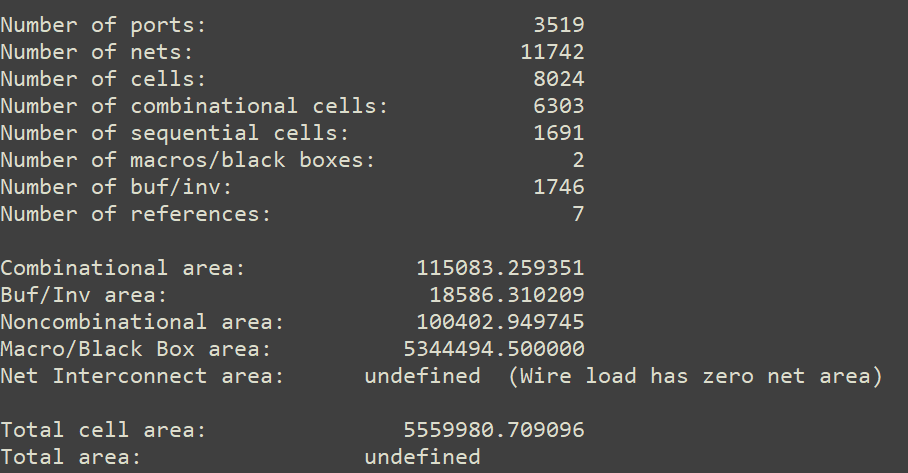 Number of ports: 3519
Number of nets: 11742
Number of cells: 8024
Number of combinational cells: 6303
Number of sequential cells: 1691
Number of macros/black boxes: 2
Number of buf/inv: 1746
Number of references: 7
Combinational area: 115083.259351
Buf/Inv area: 18586.310209
Noncombinational area: 100402.949745
Macro/Black Box area: 5344494.500000
Net Interconnect area: undefined (Wire load has zero net area)
Total cell area: 5559980.709096
Total area: undefined